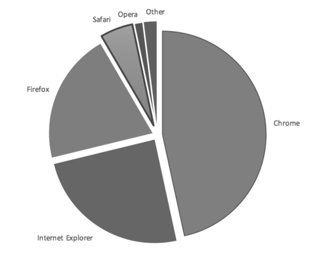 Other
Opera
Safari
Chrome
Firefox
Internet Explorer